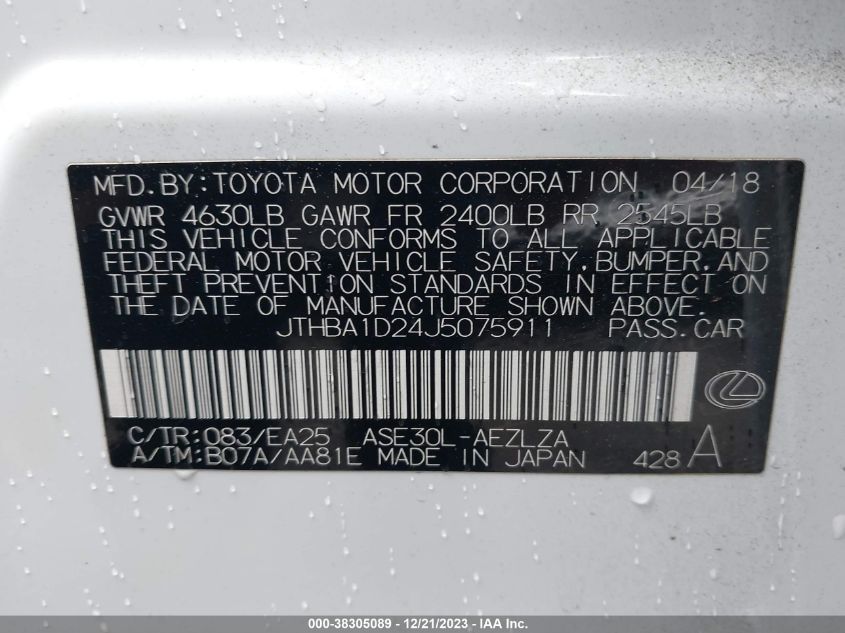 MFD.BY:TOYOTA MOTOR CORPORATION 04/18
GVWR 4630LB GAWR FR 2400LB RR 2545LB
THIS VEHICLE CONFORMS TO ALL APPLICABLE
FEDERAL MOTOR VEHICLE SAFETY,BUMPER,AND
THEFT PREVENTION STANDARDS IN EFFECT ON
THE DATE OF MANUFACTURE SHOWN ABOVE.
JTHBA1D24J5075911 PASS.CAR
C/TR:083/EA25 ASE30L-AEZLZA
A/TM:B07A/AA81E MADE IN JAPAN 428 A
000-38305089 - 12/21/2023 - IAA Inc.